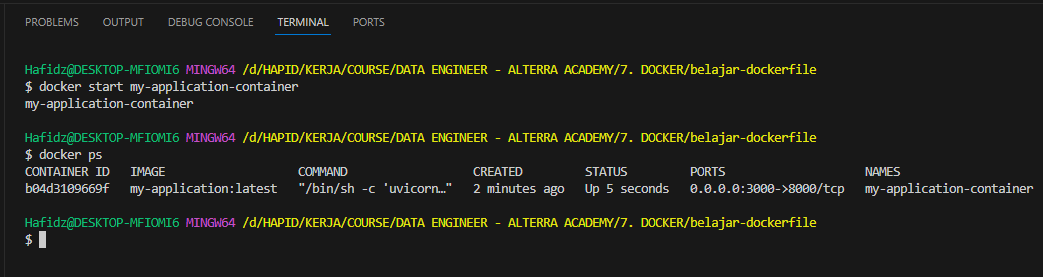 PROBLEMS OUTPUT DEBUG CONSOLE TERMINAL PORTS
Hafidz@DESKTOP-MFIOMI6 MINGW64 /d/HAPID/KERJA/COURSE/DATA ENGINEER - ALTERRA ACADEMY/7. DOCKER/belajar-dockerfile
$ docker start my-application-container
my-application-container
Hafidz@DESKTOP-MFIOMI6 MINGW64 /d/HAPID/KERJA/COURSE/DATA ENGINEER - ALTERRA ACADEMY/7. DOCKER/belajar-dockerfile
$ docker ps
CONTAINER ID IMAGE COMMAND CREATED STATUS PORTS NAMES
b04d3109669f my-application:latest "/bin/sh -c 'uvicorn…" 2 minutes ago Up 5 seconds 0.0.0.0:3000->8000/tcp my-application-container
Hafidz@DESKTOP-MFIOMI6 MINGW64 /d/HAPID/KERJA/COURSE/DATA ENGINEER - ALTERRA ACADEMY/7. DOCKER/belajar-dockerfile
$